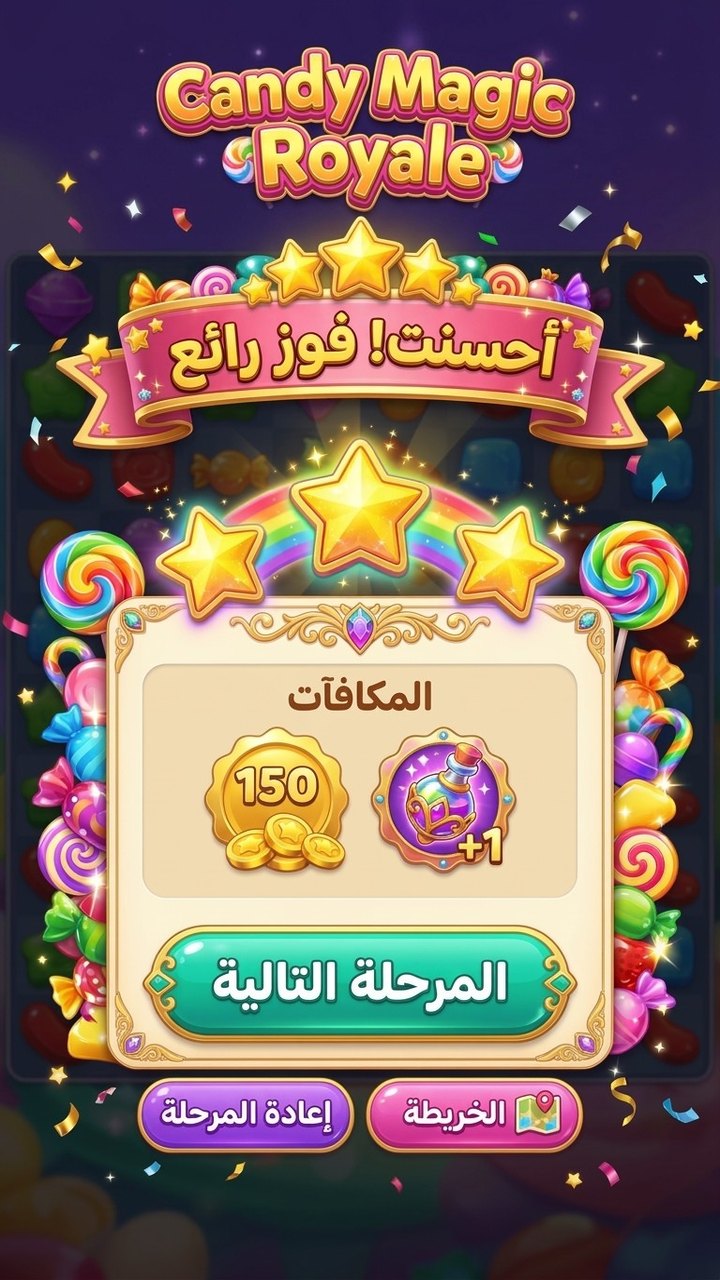 Candy Magic
Royale
أحسنت! فوز رائع
المكافآت
150
+1
المرحلة التالية
الخريطة
إعادة المرحلة